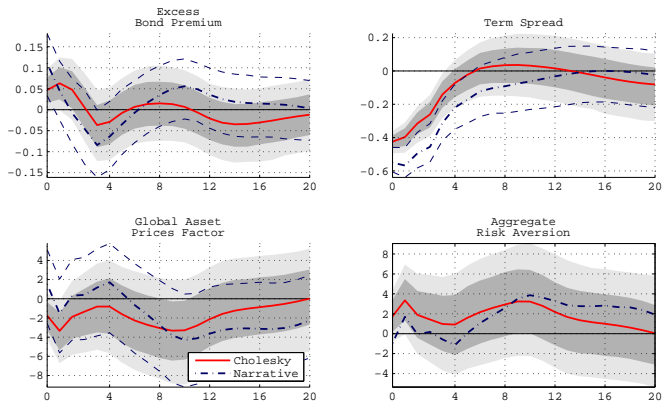 Excess
Bond Premium
0.15
0.1
0.05
0
−0.05
−0.1
−0.15
0 4 8 12 16 20
Term Spread
0.2
0
−0.2
−0.4
−0.6
0 4 8 12 16 20
Global Asset
Prices Factor
4
2
0
−2
−4
−6
−8
0 4 8 12 16 20
Cholesky
Narrative
Aggregate
Risk Aversion
8
6
4
2
0
−2
−4
0 4 8 12 16 20